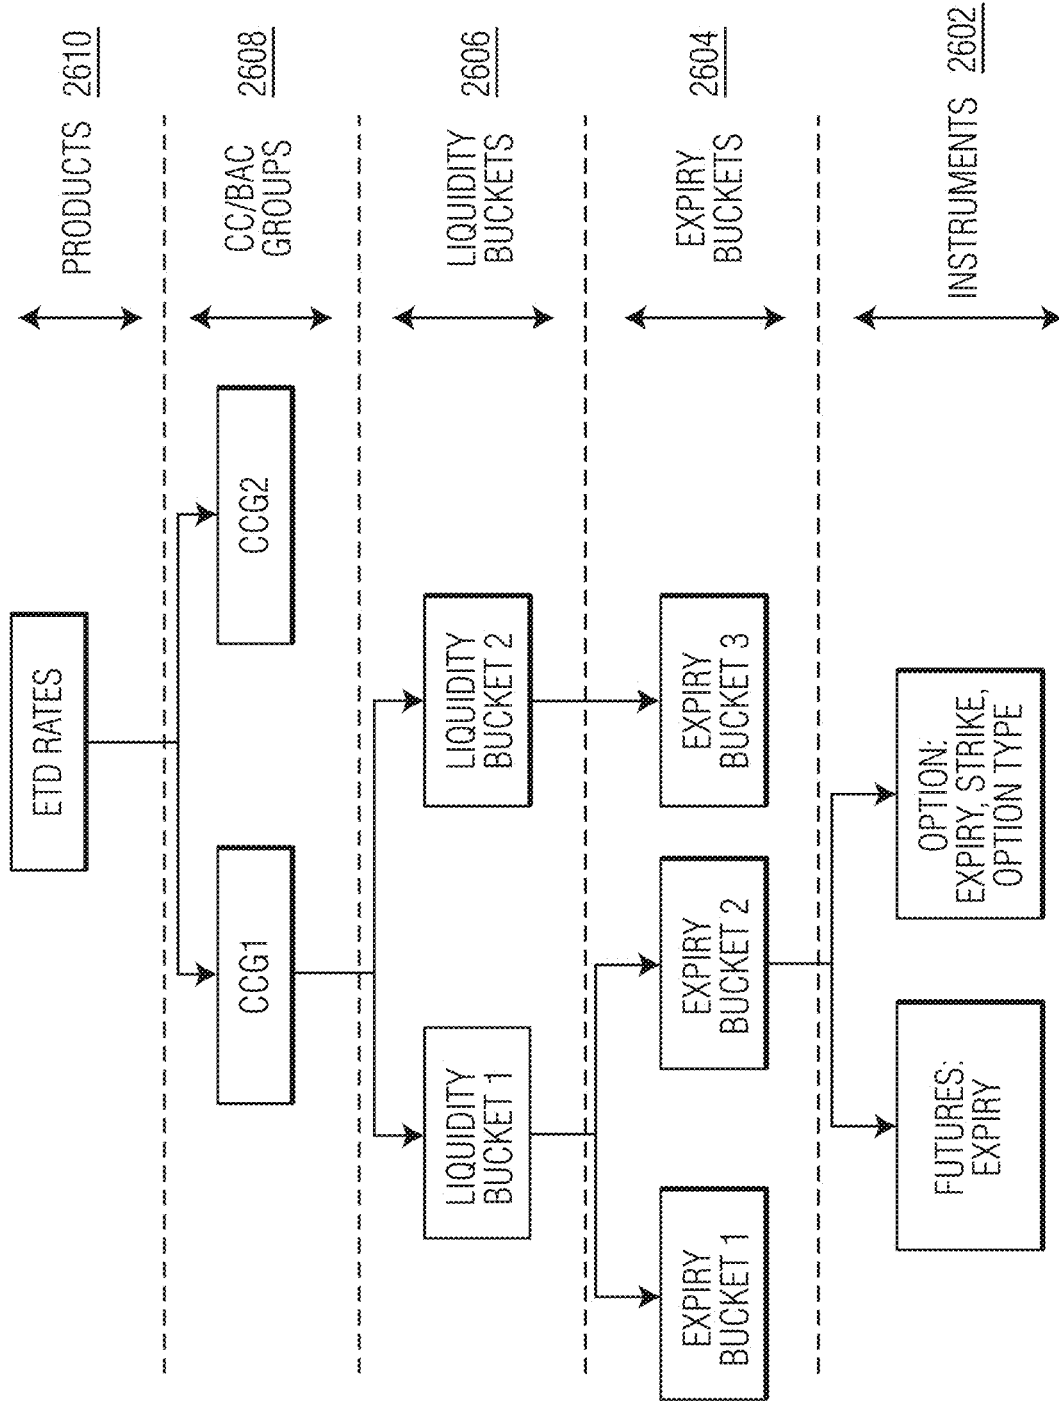 PRODUCTS 2610
ETD RATES
CC/BAC
GROUPS
2608
CCG1
CCG2
LIQUIDITY
BUCKETS
2606
LIQUIDITY
BUCKET 1
LIQUIDITY
BUCKET 2
EXPIRY
BUCKETS
2604
EXPIRY
BUCKET 1
EXPIRY
BUCKET 2
EXPIRY
BUCKET 3
INSTRUMENTS 2602
FUTURES:
EXPIRY
OPTION:
EXPIRY, STRIKE,
OPTION TYPE